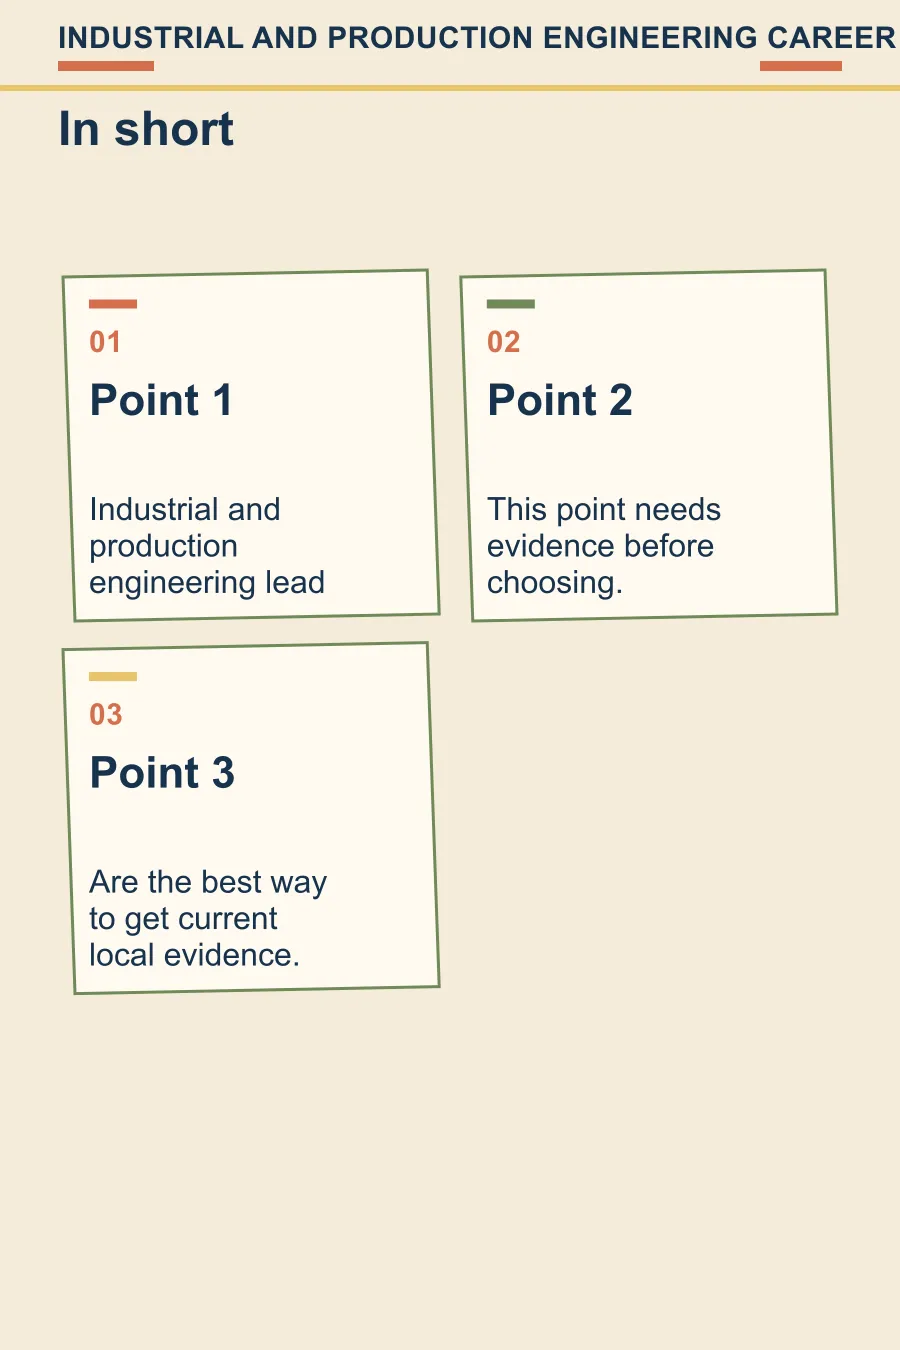 INDUSTRIAL AND PRODUCTION ENGINEERING CAREER
In short
01
Point 1
Industrial and
production
engineering lead
02
Point 2
This point needs
evidence before
choosing.
03
Point 3
Are the best way
to get current
local evidence.